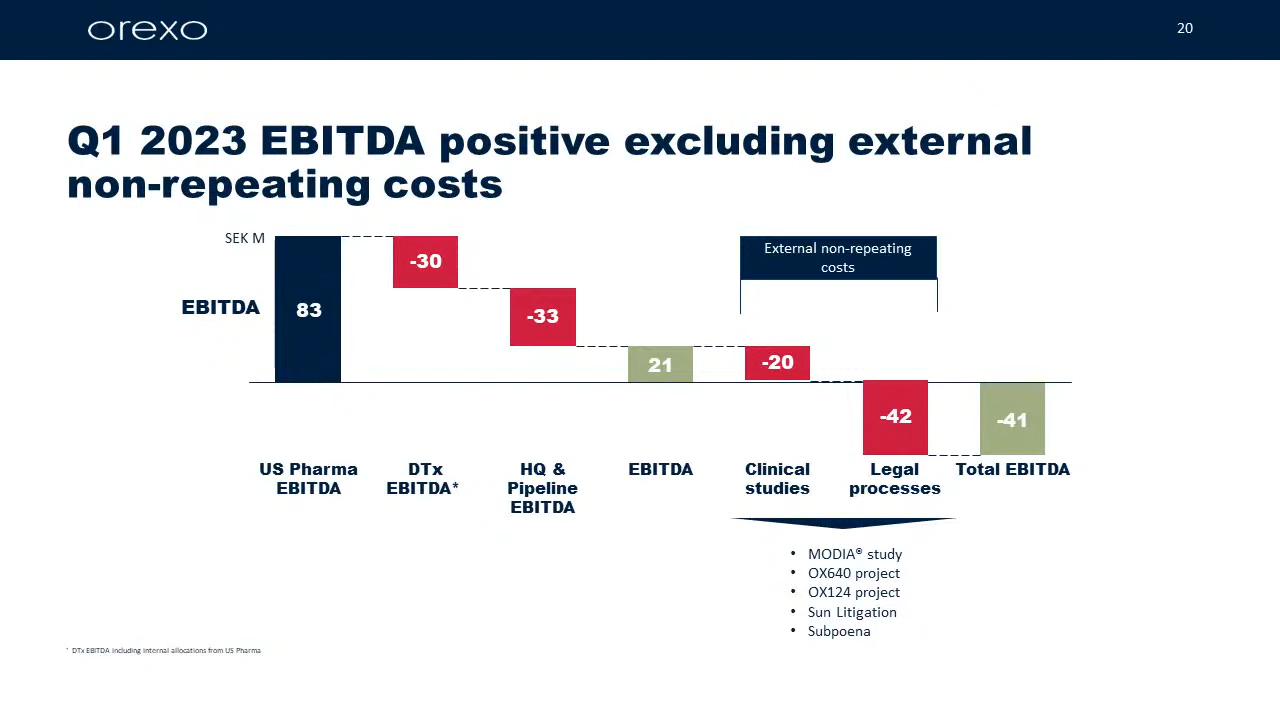 orexo
20
Q1 2023 EBITDA positive excluding external
non-repeating costs
SEK M
EBITDA
83
-30
-33
21
External non-repeating
costs
-20
-42
-41
US Pharma
EBITDA
DTx
EBITDA*
HQ &
Pipeline
EBITDA
EBITDA
Clinical
studies
Legal
processes
Total EBITDA
• MODIA® study
• OX640 project
• OX124 project
• Sun Litigation
• Subpoena
* DTx EBITDA including internal allocations from US Pharma